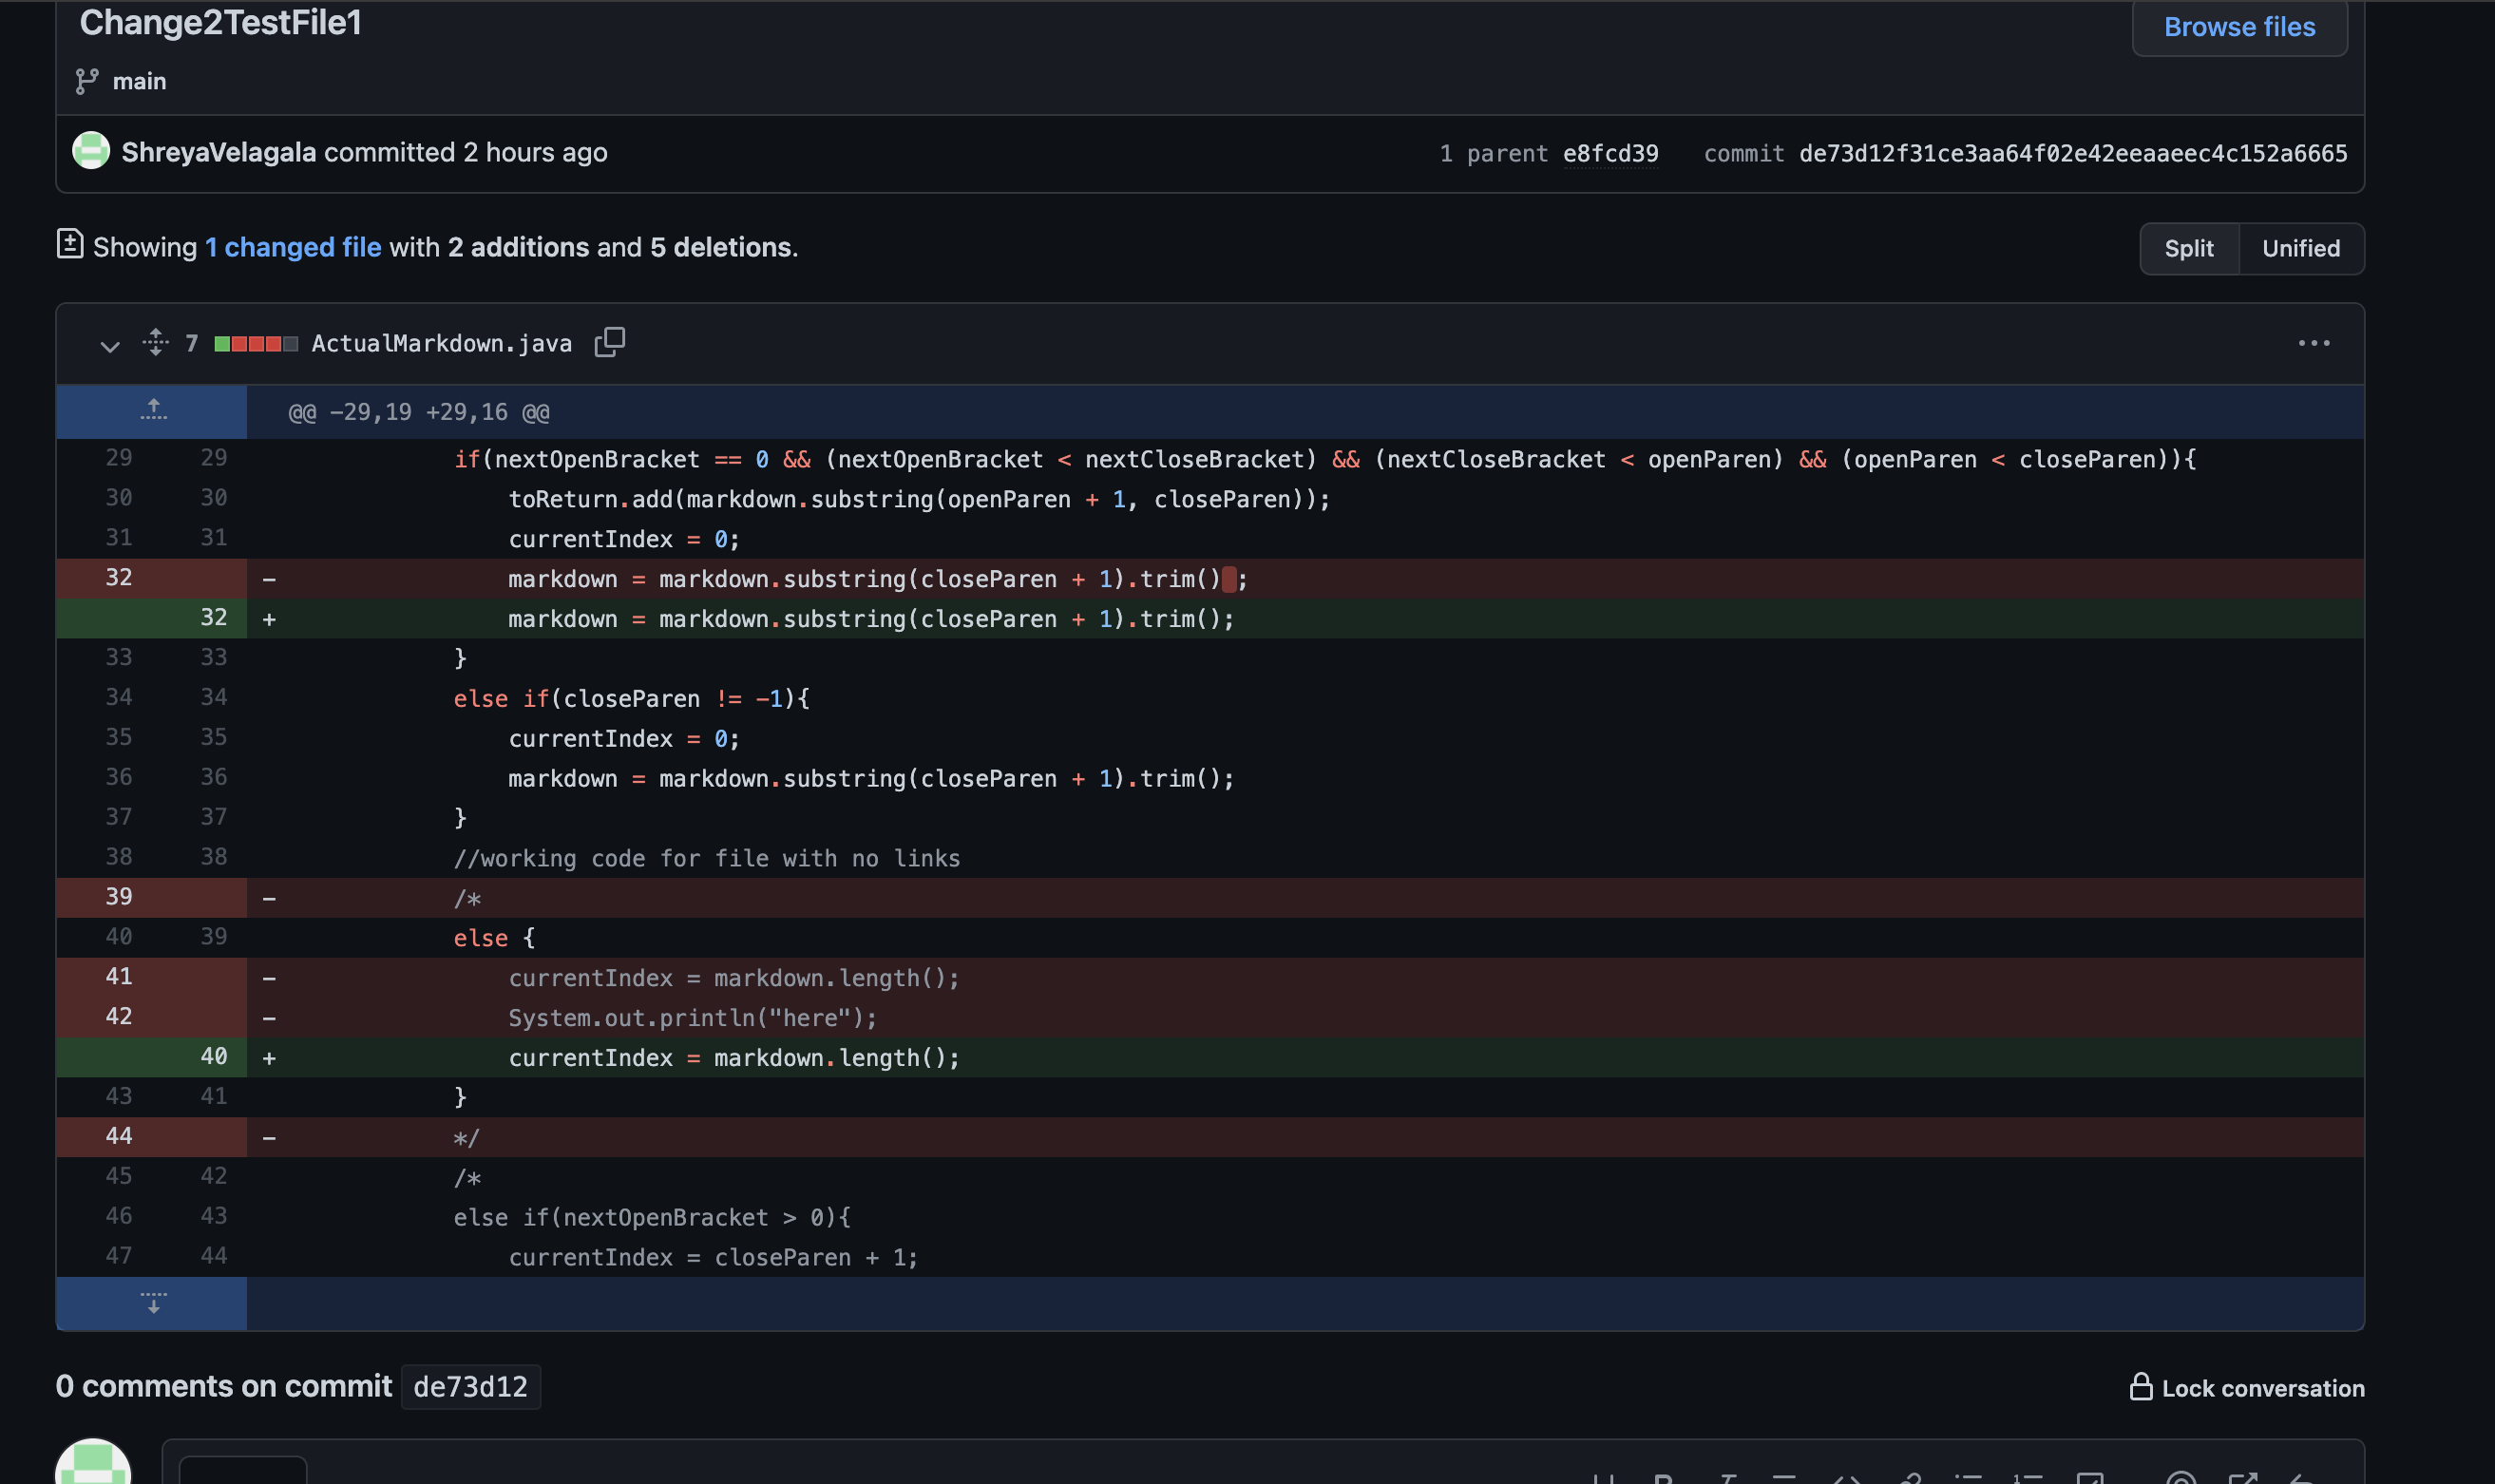 Change2TestFile1
Browse files
main
ShreyaVelagala committed 2 hours ago
1 parent e8fcd39 commit de73d12f31ce3aa64f02e42eeaaeec4c152a6665
Showing 1 changed file with 2 additions and 5 deletions.
Split Unified
7 ActualMarkdown.java
@@ -29,19 +29,16 @@
29 29 if(nextOpenBracket == 0 && (nextOpenBracket < nextCloseBracket) && (nextCloseBracket < openParen) && (openParen < closeParen)){
30 30 toReturn.add(markdown.substring(openParen + 1, closeParen));
31 31 currentIndex = 0;
32 - markdown = markdown.substring(closeParen + 1).trim() ;
32 + markdown = markdown.substring(closeParen + 1).trim();
33 33 }
34 34 else if(closeParen != -1){
35 35 currentIndex = 0;
36 36 markdown = markdown.substring(closeParen + 1).trim();
37 37 }
38 38 //working code for file with no links
39 - /*
40 39 else {
41 - currentIndex = markdown.length();
42 - System.out.println("here");
40 + currentIndex = markdown.length();
43 41 }
44 - */
45 42 /*
46 43 else if(nextOpenBracket > 0){
47 44 currentIndex = closeParen + 1;
0 comments on commit de73d12
Lock conversation